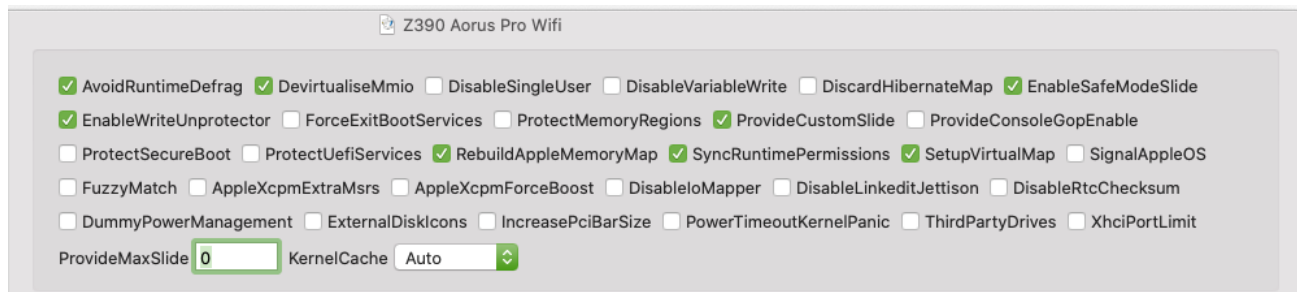 Z390 Aorus Pro Wifi
AvoidRuntimeDefrag DevirtualiseMmio DisableSingleUser DisableVariableWrite DiscardHibernateMap EnableSafeModeSlide
EnableWriteUnprotector ForceExitBootServices ProtectMemoryRegions ProvideCustomSlide ProvideConsoleGopEnable
ProtectSecureBoot ProtectUefiServices RebuildAppleMemoryMap SyncRuntimePermissions SetupVirtualMap SignalAppleOS
FuzzyMatch AppleXcpmExtraMsrs AppleXcpmForceBoost DisableIoMapper DisableLinkeditJettison DisableRtcChecksum
DummyPowerManagement ExternalDiskIcons IncreasePciBarSize PowerTimeoutKernelPanic ThirdPartyDrives XhciPortLimit
ProvideMaxSlide 0 KernelCache Auto